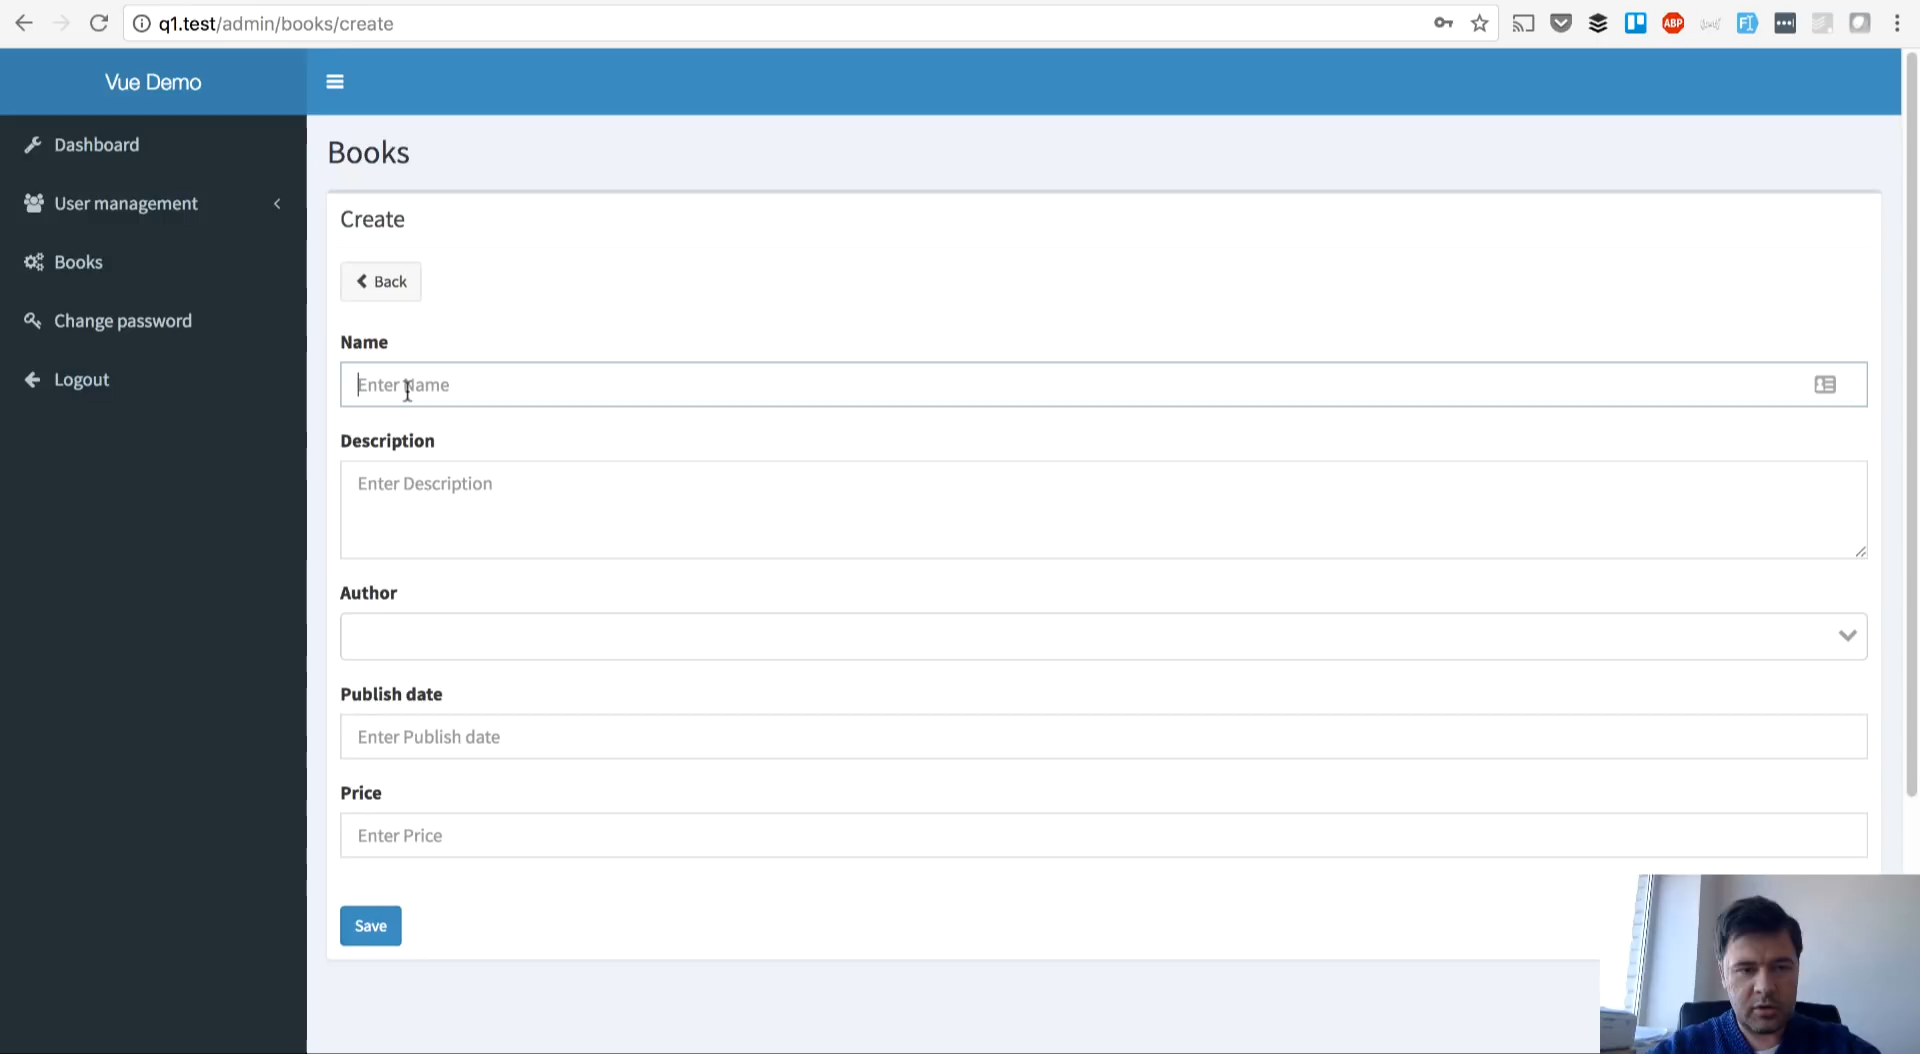 q1.test/admin/books/create
ABP
Vue Demo
Dashboard
User management
Books
Change password
Logout
Books
Create
Back
Name
Enter Name
Description
Enter Description
Author
Publish date
Enter Publish date
Price
Enter Price
Save